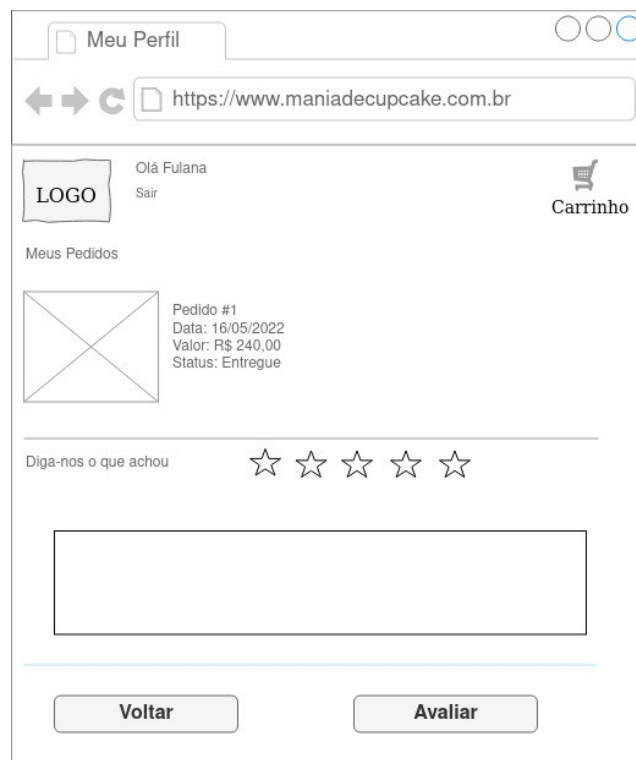 Meu Perfil
https://www.maniadecupcake.com.br
Olá Fulana
LOGO
Sair
Carrinho
Meus Pedidos
Pedido #1
Data: 16/05/2022
Valor: R$ 240,00
Status: Entregue
Diga-nos o que achou
Voltar
Avaliar